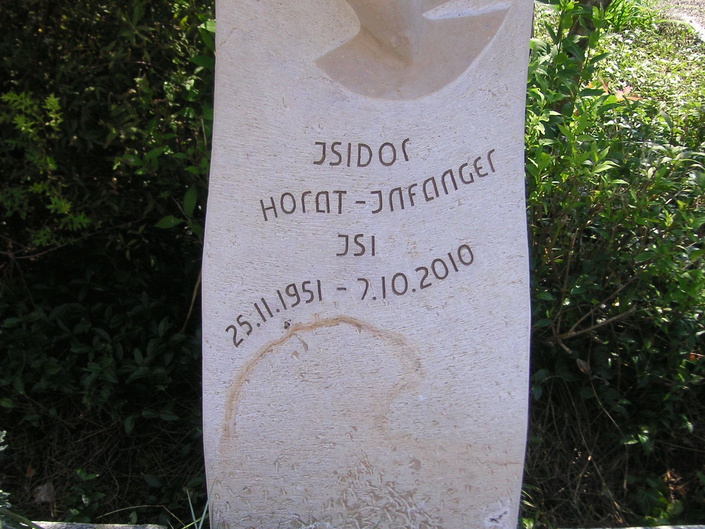 JSIDOR
HORAT-JNFANGER
JSI
25.11.1951 - 7.10.2010